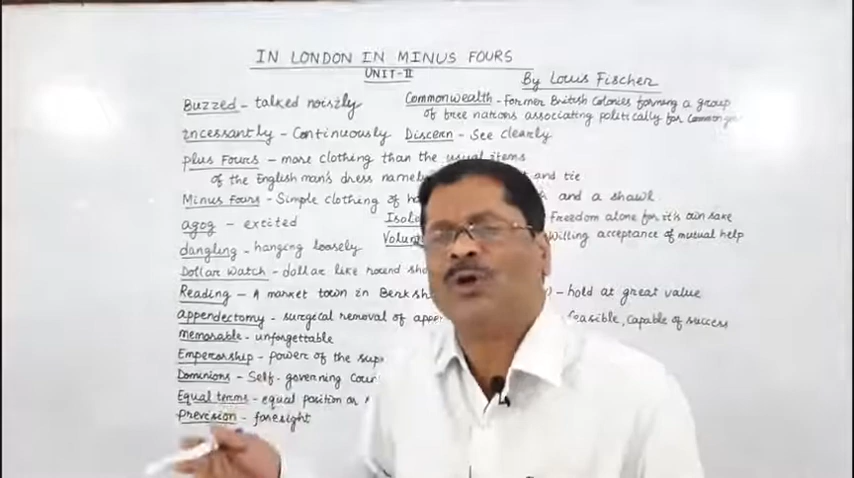 IN LONDON IN MINUS FOURS
UNIT-II
By Louis Fischer
Buzzed - talked noisily
Commonwealth - Former British Colonies forming a group
of free nations associating politically for common
incessantly - Continuously
Discern - see clearly
plus Fours - more clothing than the usual items
of the English man's dress namely and tie
Minus fours - Simple clothing of and a shawl
agog - excited
Freedom alone for it's own sake
dangling - hanging loosely
Willing acceptance of mutual help
Dollar watch - dollar like round
Reading - A market town in
- hold at great value
appendectomy - surgical removal of
feasible, capable of success
memorable - unforgettable
Emperorship - power of the
Dominions - Self-governing
Equal terms - equal position or
prevision - foresight